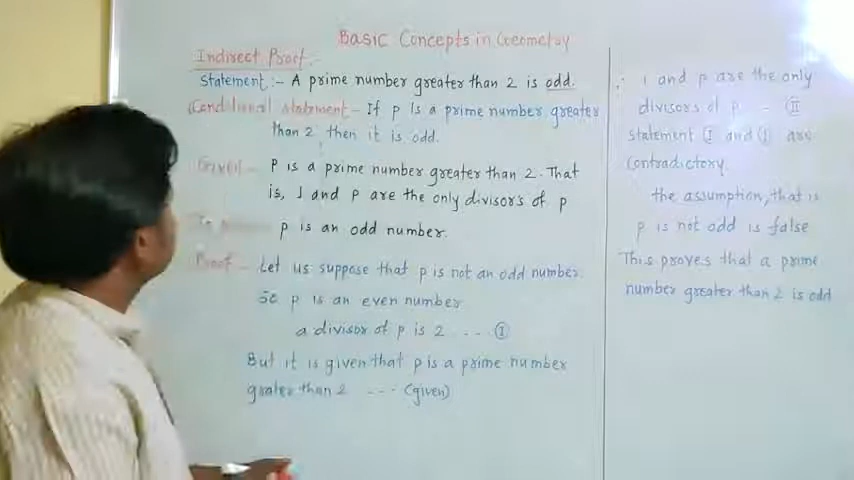 Basic Concepts in Geometry
Indirect Proof:-
Statement:- A prime number greater than 2 is odd.
Conditional statement - If p is a prime number greater
than 2 then it is odd.
Given - P is a prime number greater than 2. That
is, 1 and p are the only divisors of p
To p is an odd number.
Proof - Let us suppose that p is not an odd number.
So p is an even number
a divisor of p is 2 .... (I)
But it is given that p is a prime number
grater than 2 .... (given)
∴ 1 and p are the only
divisors of p - (II
statement (I and are
contradictory.
the assumption, that is
p is not odd is false
This proves that a prime
number greater than 2 is odd